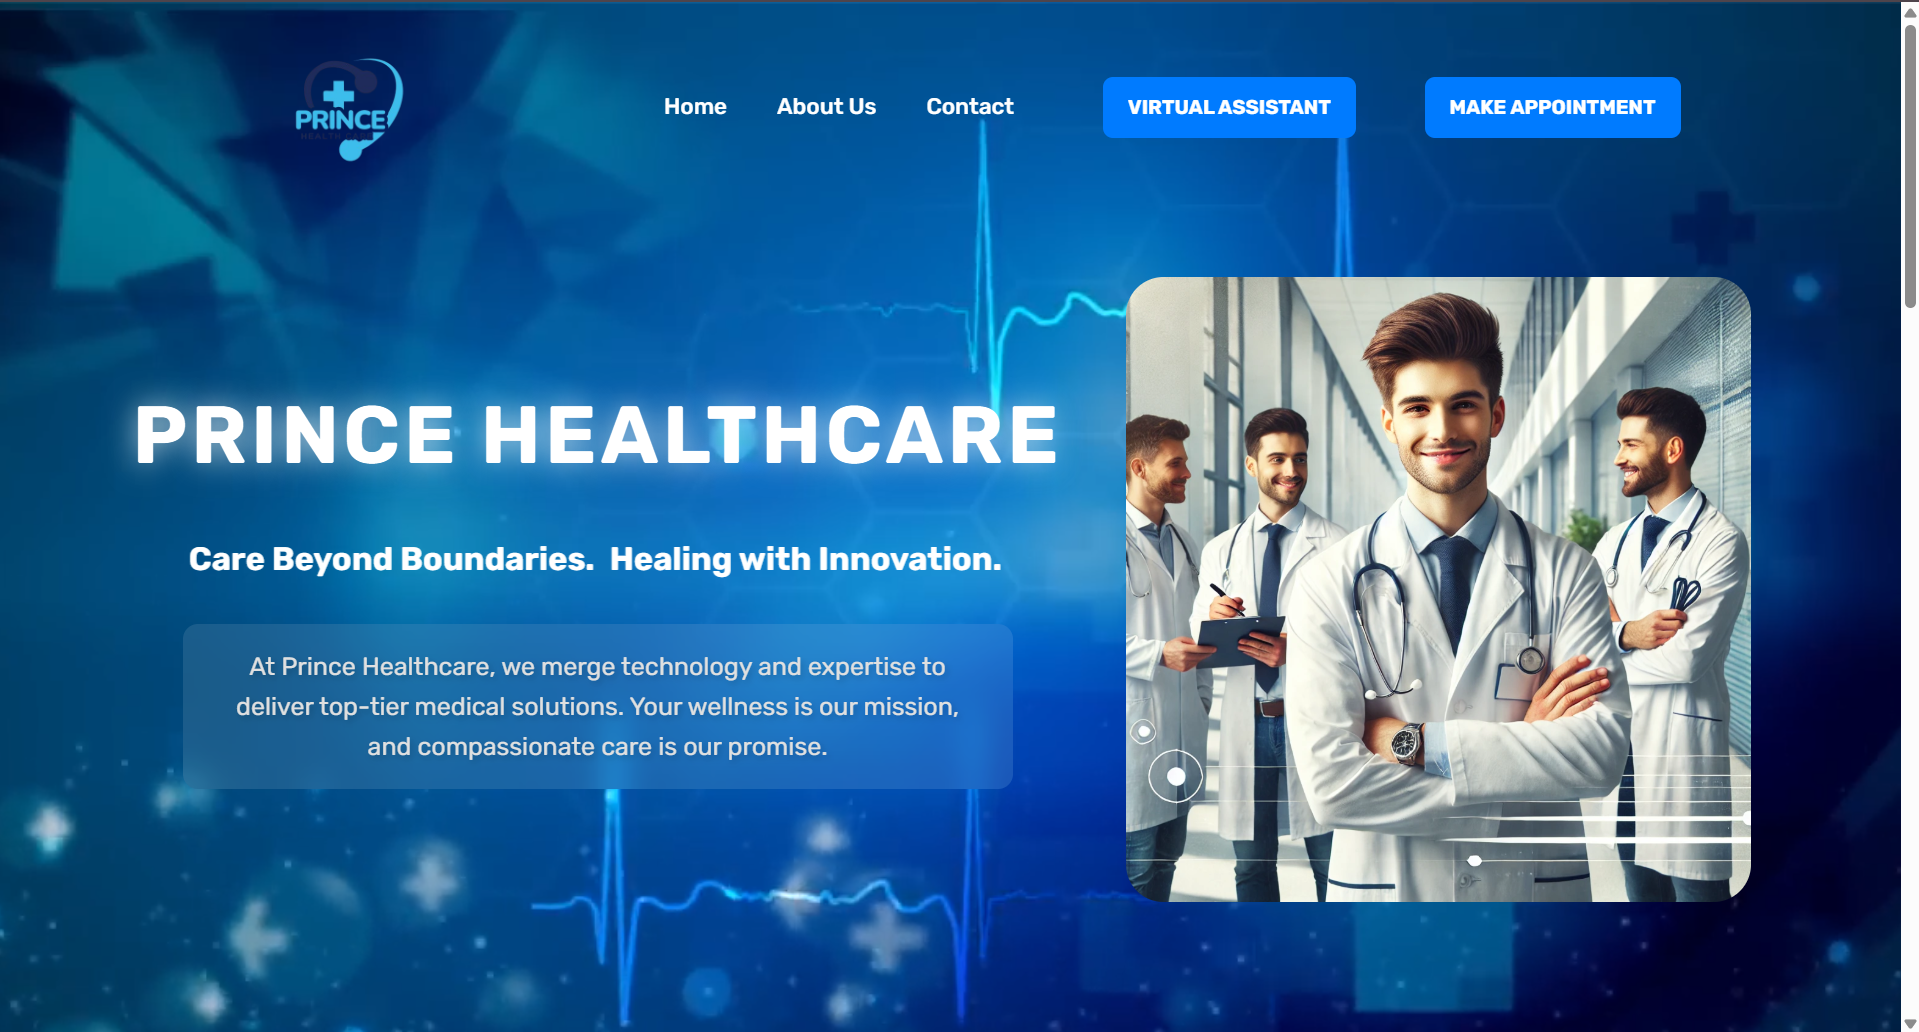 PRINCE
HEALTH CARE
Home
About Us
Contact
VIRTUAL ASSISTANT
MAKE APPOINTMENT
PRINCE HEALTHCARE
Care Beyond Boundaries. Healing with Innovation.
At Prince Healthcare, we merge technology and expertise to
deliver top-tier medical solutions. Your wellness is our mission,
and compassionate care is our promise.